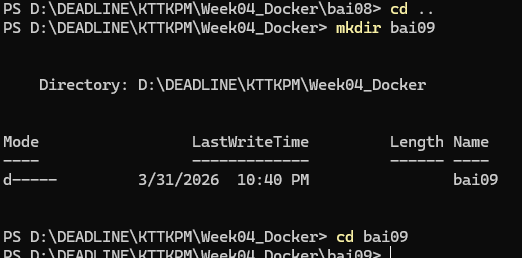 PS D:\DEADLINE\KTTKPM\Week04_Docker\bai08> cd ..
PS D:\DEADLINE\KTTKPM\Week04_Docker> mkdir bai09
Directory: D:\DEADLINE\KTTKPM\Week04_Docker
Mode LastWriteTime Length Name
---- ------------- ------ ----
d----- 3/31/2026 10:40 PM bai09
PS D:\DEADLINE\KTTKPM\Week04_Docker> cd bai09
PS D:\DEADLINE\KTTKPM\Week04_Docker\bai09>